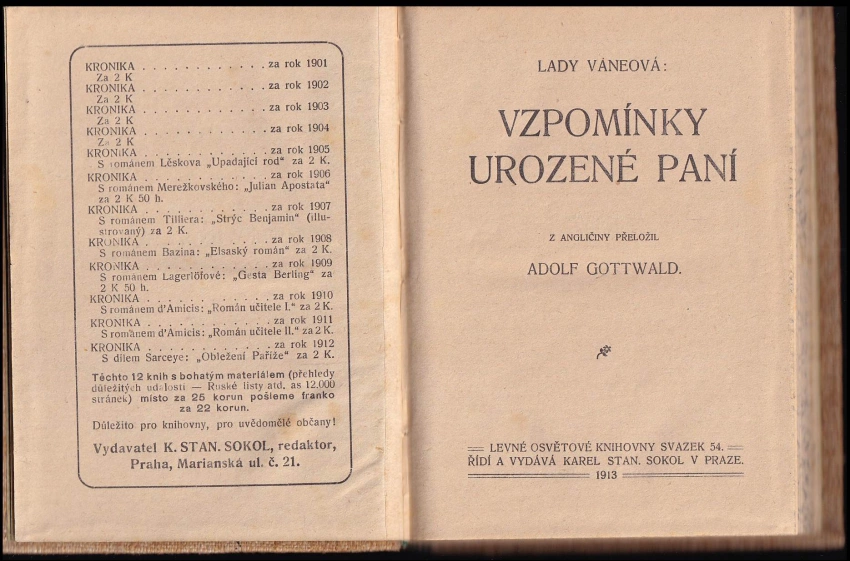 KRONIKA . . . . . . . . . . . . za rok 1901
Za 2 K
KRONIKA . . . . . . . . . . . . za rok 1902
Za 2 K
KRONIKA . . . . . . . . . . . . za rok 1903
Za 2 K
KRONIKA . . . . . . . . . . . . za rok 1904
Za 2 K
KRONIKA . . . . . . . . . . . . za rok 1905
S románem Lěskova „Upadající rod“ za 2 K.
KRONIKA . . . . . . . . . . . . za rok 1906
S románem Merežkovského: „Julian Apostata“
za 2 K 50 h.
KRONIKA . . . . . . . . . . . . za rok 1907
S románem Tilliera: „Strýc Benjamin“ (illu-
strovaný) za 2 K.
KRONIKA . . . . . . . . . . . . za rok 1908
S románem Bazina: „Elsaský román“ za 2 K.
KRONIKA . . . . . . . . . . . . za rok 1909
S románem Lagerlöfové: „Gösta Berling“ za
2 K 50 h.
KRONIKA . . . . . . . . . . . . za rok 1910
S románem d'Amicis: „Román učitele I.“ za 2 K.
KRONIKA . . . . . . . . . . . . za rok 1911
S románem d'Amicis: „Román učitele II.“ za 2 K.
KRONIKA . . . . . . . . . . . . za rok 1912
S dílem Sarceye: „Obležení Paříže“ za 2 K.
Těchto 12 knih s bohatým materiálem (přehledy
důležitých událostí — Ruské listy atd. as 12.000
stránek) místo za 25 korun pošleme franko
za 22 korun.
Důležito pro knihovny, pro uvědomělé občany!
Vydavatel K. STAN. SOKOL, redaktor,
Praha, Marianská ul. č. 21.
LADY VÁNEOVÁ:
VZPOMÍNKY
UROZENÉ PANÍ
Z ANGLIČINY PŘELOŽIL
ADOLF GOTTWALD.
LEVNÉ OSVĚTOVÉ KNIHOVNY SVAZEK 54.
ŘÍDÍ A VYDÁVÁ KAREL STAN. SOKOL V PRAZE.
1913